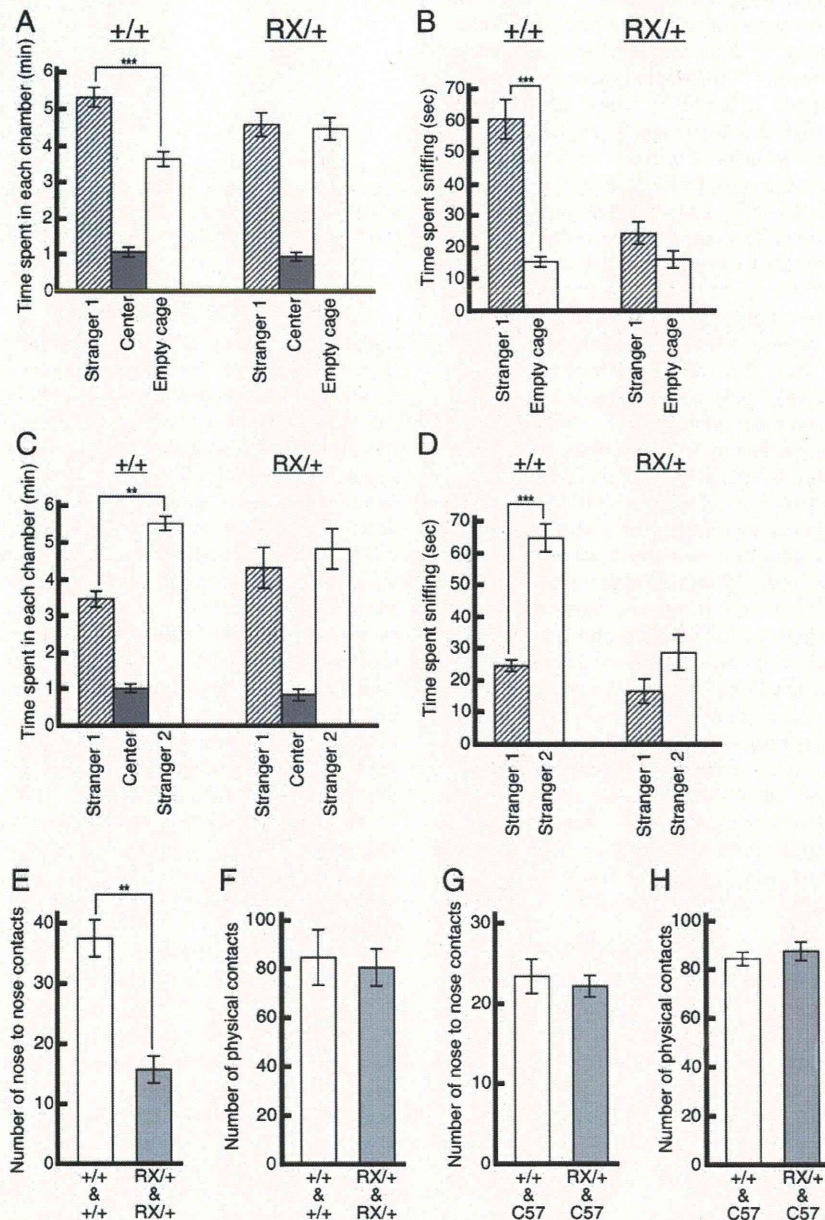 A
+/+
RX/+
Time spent in each chamber (min)
6
5
4
3
2
1
0
***
Stranger 1
Center
Empty cage
Stranger 1
Center
Empty cage
B
+/+
RX/+
Time spent sniffing (sec)
70
60
50
40
30
20
10
0
***
Stranger 1
Empty cage
Stranger 1
Empty cage
C
+/+
RX/+
Time spent in each chamber (min)
6
5
4
3
2
1
0
**
Stranger 1
Center
Stranger 2
Stranger 1
Center
Stranger 2
D
+/+
RX/+
Time spent sniffing (sec)
70
60
50
40
30
20
10
0
***
Stranger 1
Stranger 2
Stranger 1
Stranger 2
E
Number of nose to nose contacts
40
30
20
10
0
**
+/+ & +/+
RX/+ & RX/+
F
Number of physical contacts
100
80
60
40
20
0
+/+ & +/+
RX/+ & RX/+
G
Number of nose to nose contacts
30
20
10
0
+/+ & C57
RX/+ & C57
H
Number of physical contacts
100
80
60
40
20
0
+/+ & C57
RX/+ & C57